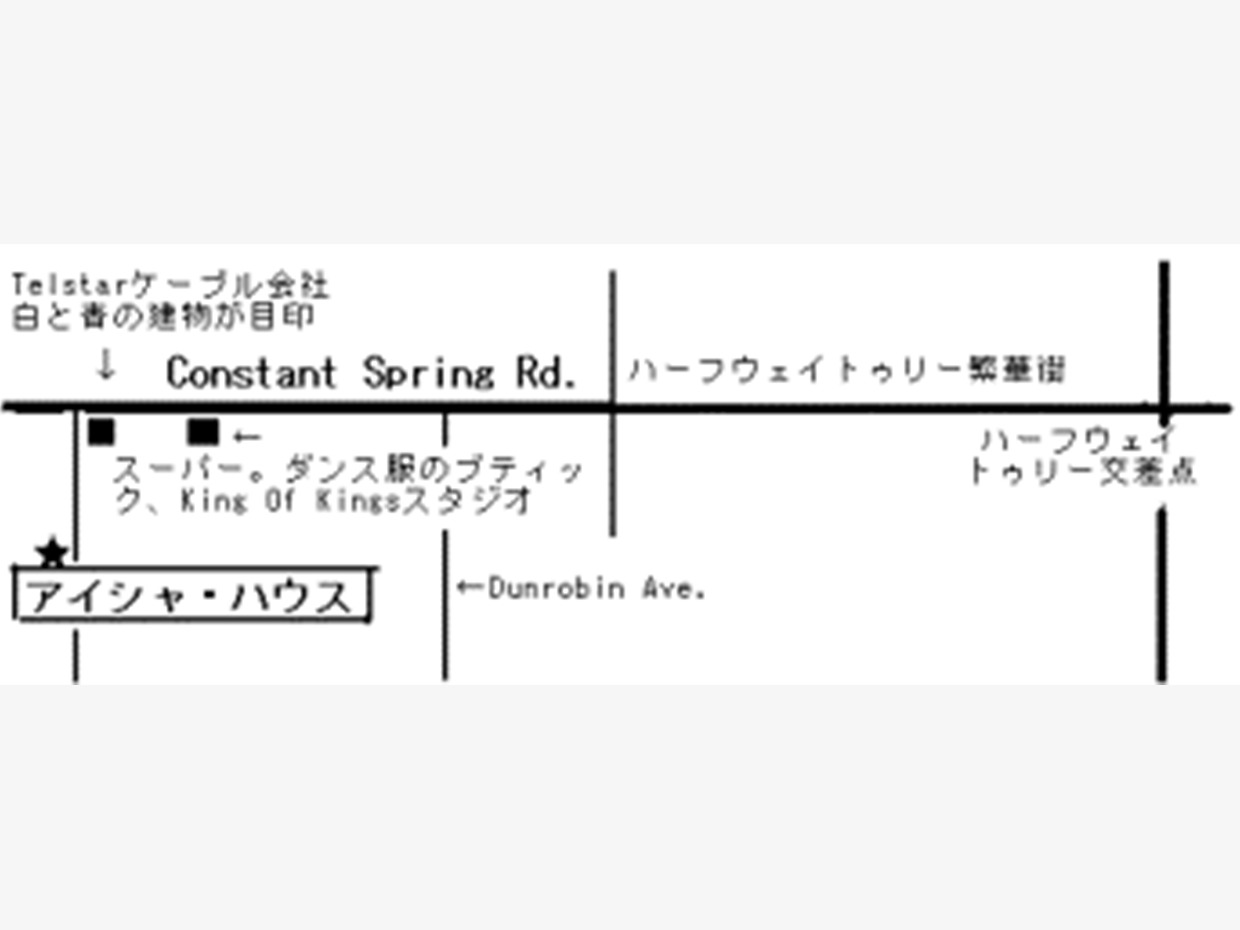 Telstarケーブル会社
白と青の建物が目印
↓
Constant Spring Rd.
ハーフウェイトゥリー繁華街
←
スーパー。ダンス服のブティッ
ク、King Of Kingsスタジオ
ハーフウェイ
トゥリー交差点
★
アイシャ・ハウス
←Dunrobin Ave.